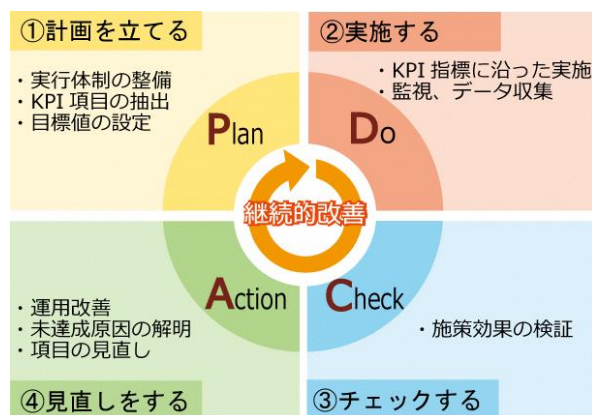 ①計画を立てる
・実行体制の整備
・KPI 項目の抽出
・目標値の設定
Plan
②実施する
・KPI 指標に沿った実施
・監視、データ収集
Do
継続的改善
Action
・運用改善
・未達成原因の解明
・項目の見直し
④見直しをする
Check
・施策効果の検証
③チェックする